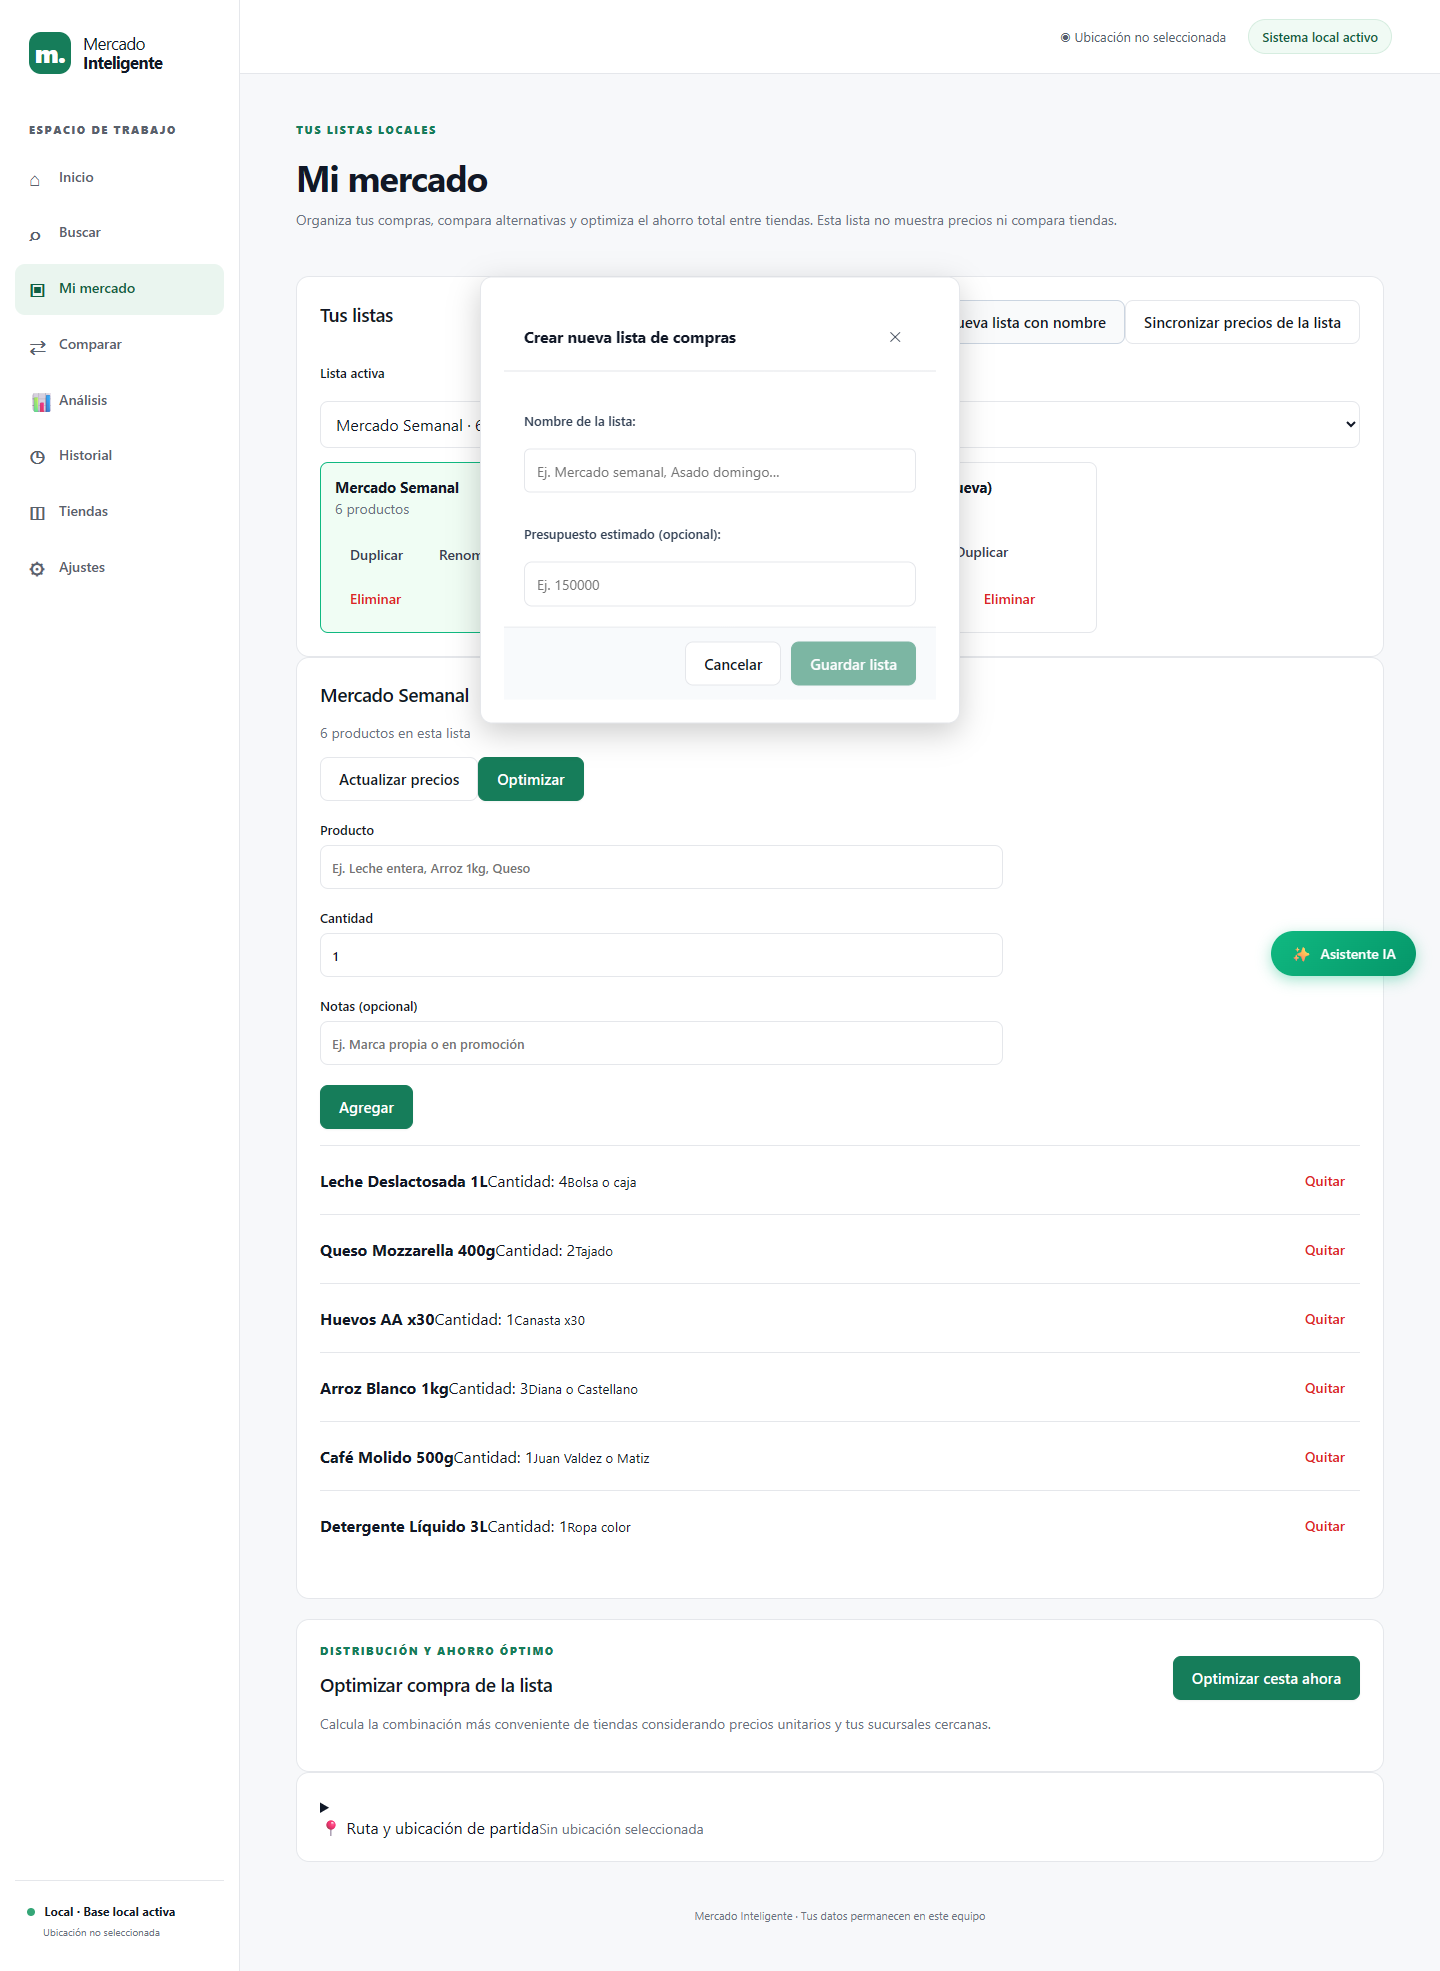 m.
Mercado
Inteligente
ESPACIO DE TRABAJO
Inicio
Buscar
Mi mercado
Comparar
Análisis
Historial
Tiendas
Ajustes
Local · Base local activa
Ubicación no seleccionada
Ubicación no seleccionada
Sistema local activo
TUS LISTAS LOCALES
Mi mercado
Organiza tus compras, compara alternativas y optimiza el ahorro total entre tiendas. Esta lista no muestra precios ni compara tiendas.
Tus listas
ueva lista con nombre
Sincronizar precios de la lista
Lista activa
Mercado Semanal · 6
Mercado Semanal
6 productos
Duplicar
Renom
Eliminar
ueva)
Duplicar
Eliminar
Crear nueva lista de compras
Nombre de la lista:
Ej. Mercado semanal, Asado domingo...
Presupuesto estimado (opcional):
Ej. 150000
Cancelar
Guardar lista
Mercado Semanal
6 productos en esta lista
Actualizar precios
Optimizar
Producto
Ej. Leche entera, Arroz 1kg, Queso
Cantidad
1
Notas (opcional)
Ej. Marca propia o en promoción
Agregar
Asistente IA
Leche Deslactosada 1LCantidad: 4Bolsa o caja
Quitar
Queso Mozzarella 400gCantidad: 2Tajado
Quitar
Huevos AA x30Cantidad: 1Canasta x30
Quitar
Arroz Blanco 1kgCantidad: 3Diana o Castellano
Quitar
Café Molido 500gCantidad: 1Juan Valdez o Matiz
Quitar
Detergente Líquido 3LCantidad: 1Ropa color
Quitar
DISTRIBUCIÓN Y AHORRO ÓPTIMO
Optimizar compra de la lista
Calcula la combinación más conveniente de tiendas considerando precios unitarios y tus sucursales cercanas.
Optimizar cesta ahora
Ruta y ubicación de partidaSin ubicación seleccionada
Mercado Inteligente · Tus datos permanecen en este equipo